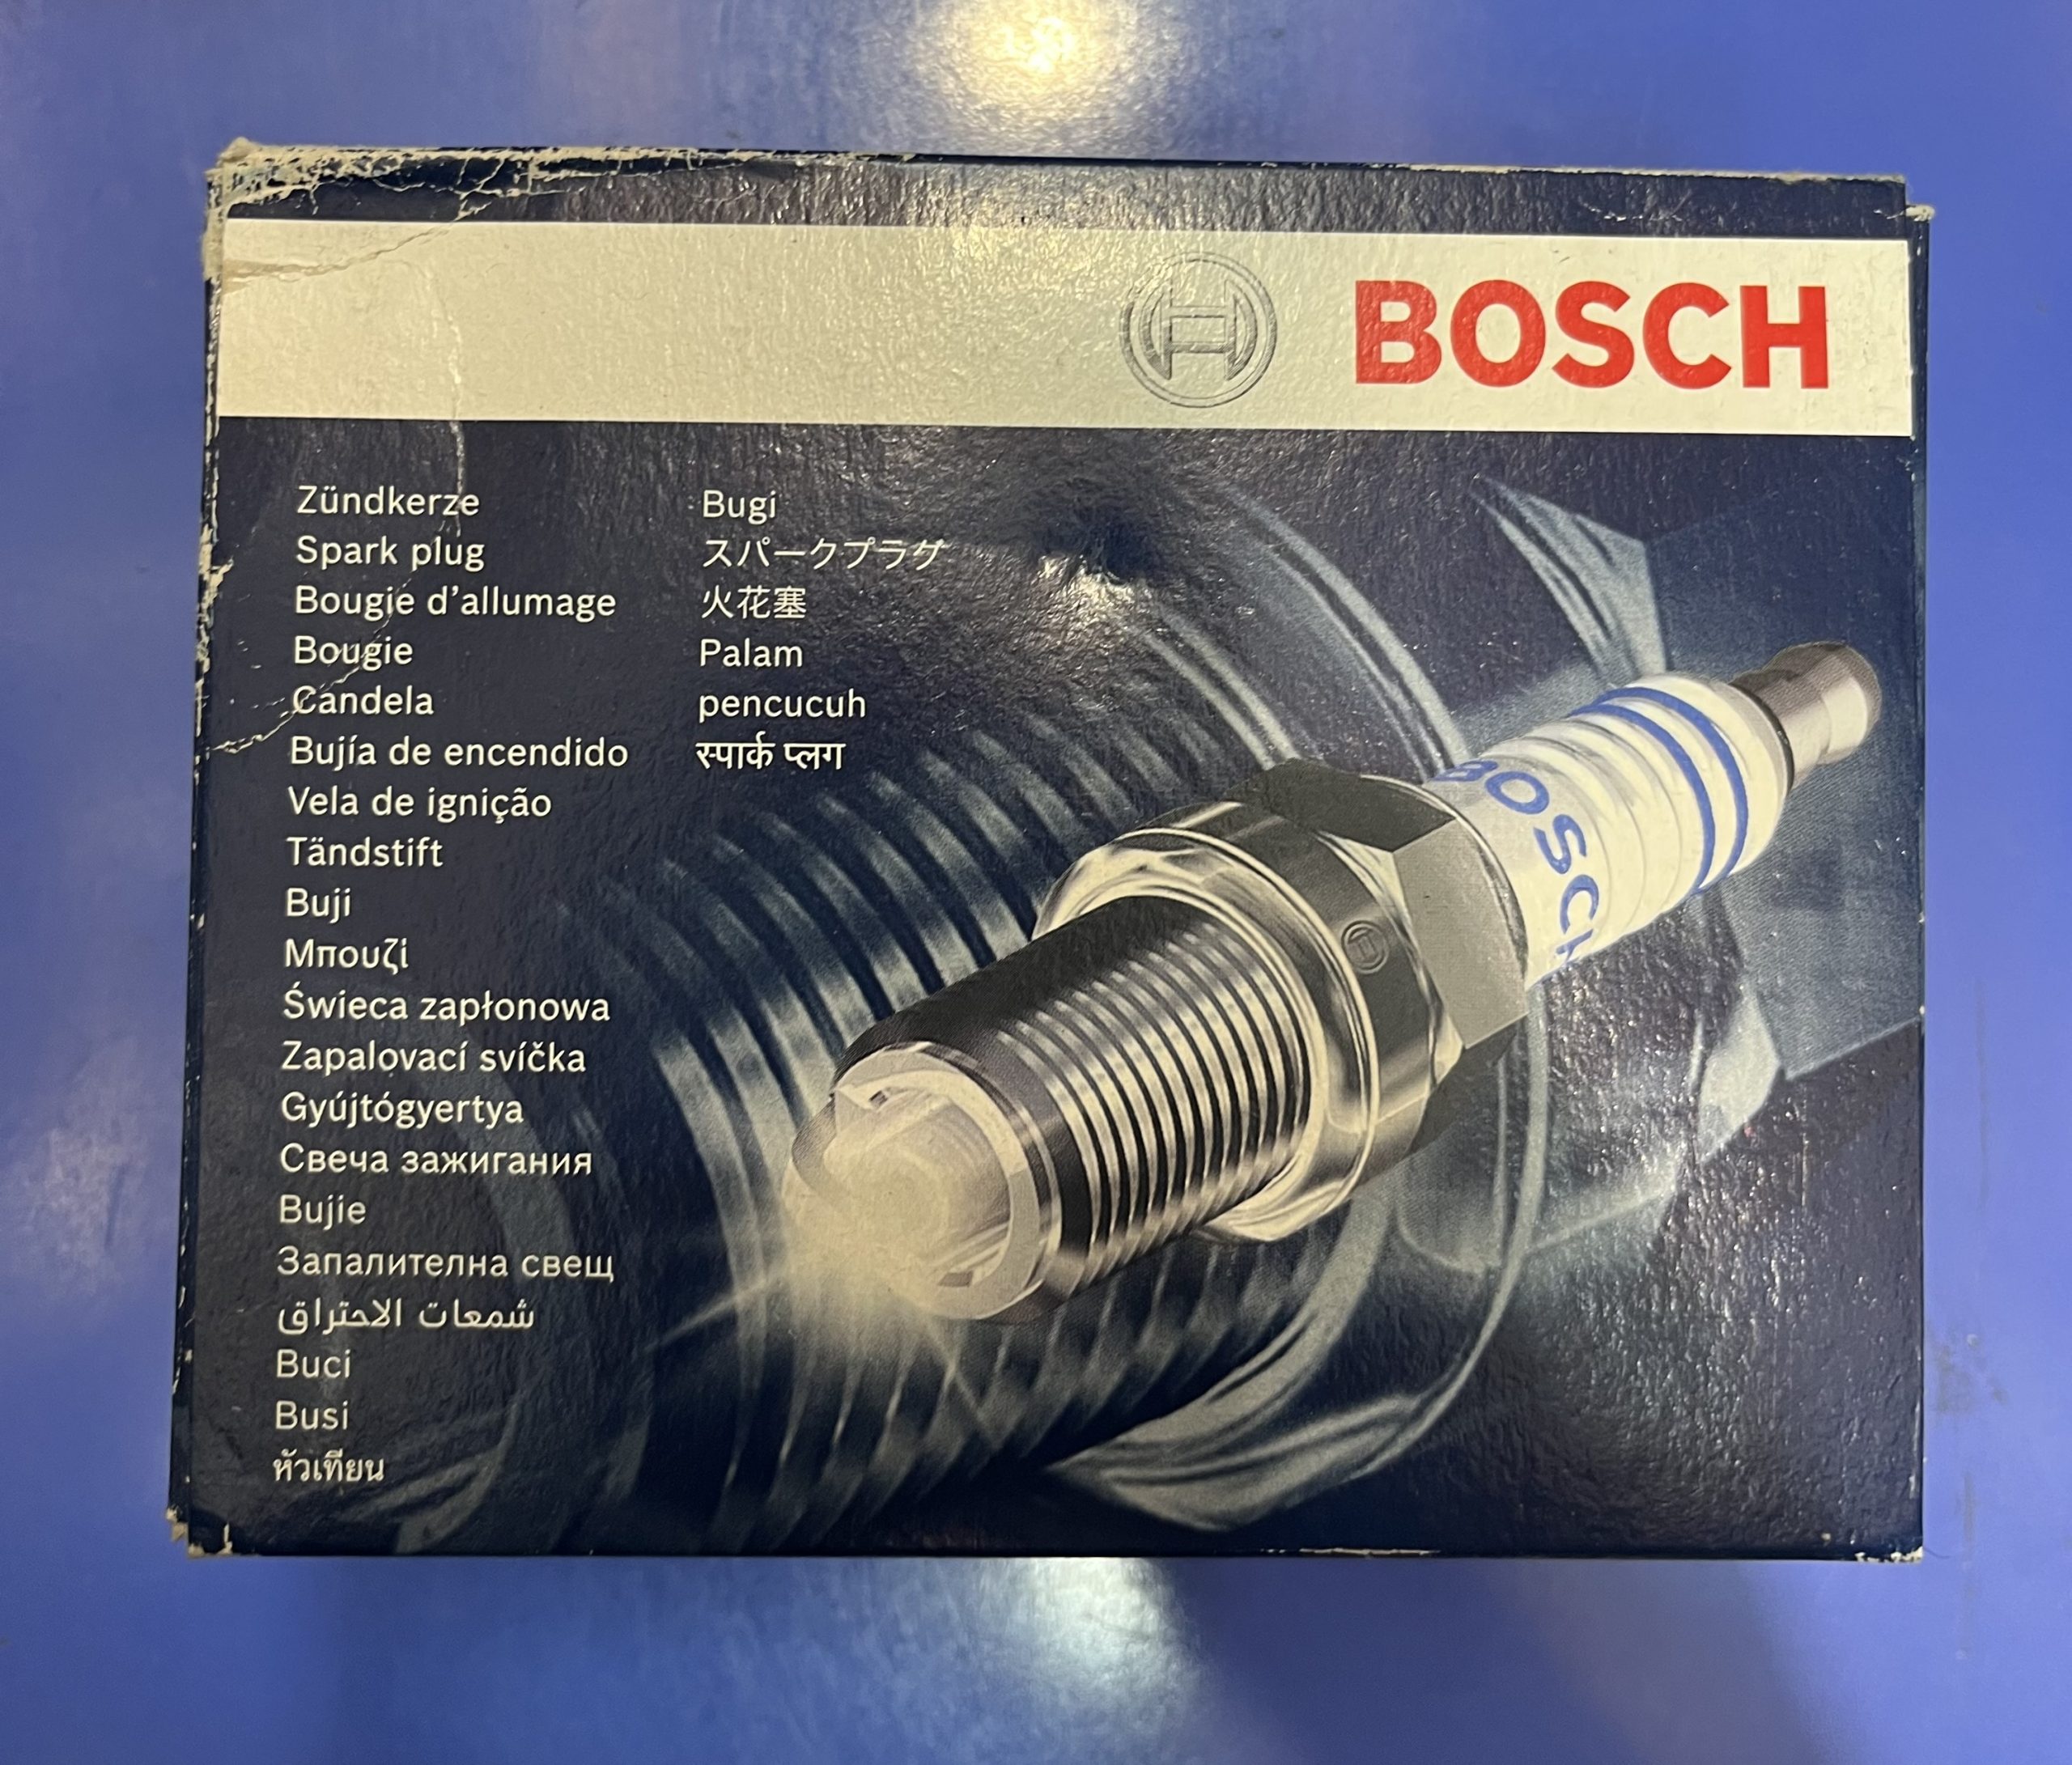 BOSCH
Zündkerze
Spark plug
Bougie d'allumage
Bougie
Candela
Bujía de encendido
Vela de ignição
Tändstift
Buji
Μπουζί
Świeca zapłonowa
Zapalovací svíčka
Gyújtógyertya
Свеча зажигания
Bujie
Запалителна свещ
شمعات الاحتراق
Buci
Busi
หัวเทียน
Bugi
スパークプラグ
火花塞
Palam
pencucuh
स्पार्क प्लग
BOSCH